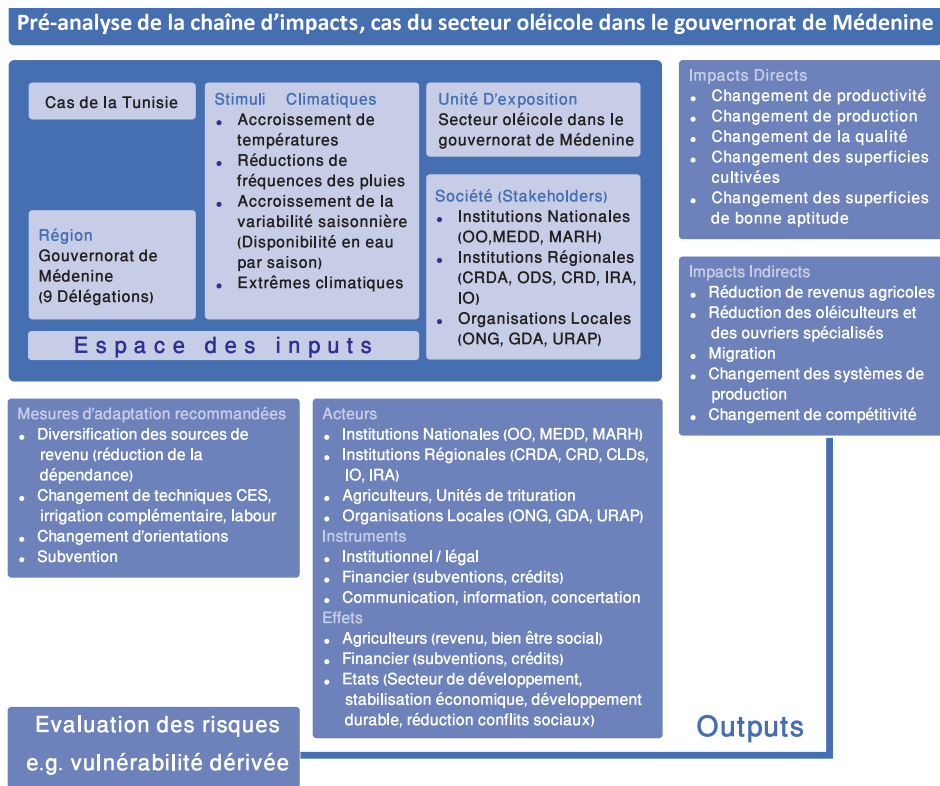 Pré-analyse de la chaîne d’impacts, cas du secteur oléicole dans le gouvernorat de Médenine
Cas de la Tunisie
Région
Gouvernorat de
Médenine
(9 Délégations)
Stimuli Climatiques
• Accroissement de
températures
• Réductions de
fréquences des pluies
• Accroissement de la
variabilité saisonnière
(Disponibilité en eau
par saison)
• Extrêmes climatiques
Unité D’exposition
Secteur oléicole dans le
gouvernorat de Médenine
Société (Stakeholders)
• Institutions Nationales
(OO,MEDD, MARH)
• Institutions Régionales
(CRDA, ODS, CRD, IRA,
IO)
• Organisations Locales
(ONG, GDA, URAP)
Espace des inputs
Impacts Directs
• Changement de productivité
• Changement de production
• Changement de la qualité
• Changement des superficies
cultivées
• Changement des superficies
de bonne aptitude
Impacts Indirects
• Réduction de revenus agricoles
• Réduction des oléiculteurs et
des ouvriers spécialisés
• Migration
• Changement des systèmes de
production
• Changement de compétitivité
Mesures d’adaptation recommandées
• Diversification des sources de
revenu (réduction de la
dépendance)
• Changement de techniques CES,
irrigation complémentaire, labour
• Changement d’orientations
• Subvention
Acteurs
• Institutions Nationales (OO, MEDD, MARH)
• Institutions Régionales (CRDA, CRD, CLDs,
IO, IRA)
• Agriculteurs, Unités de trituration
• Organisations Locales (ONG, GDA, URAP)
Instruments
• Institutionnel / légal
• Financier (subventions, crédits)
• Communication, information, concertation
Effets
• Agriculteurs (revenu, bien être social)
• Financier (subventions, crédits)
• Etats (Secteur de développement,
stabilisation économique, développement
durable, réduction conflits sociaux)
Evaluation des risques
e.g. vulnérabilité dérivée
Outputs